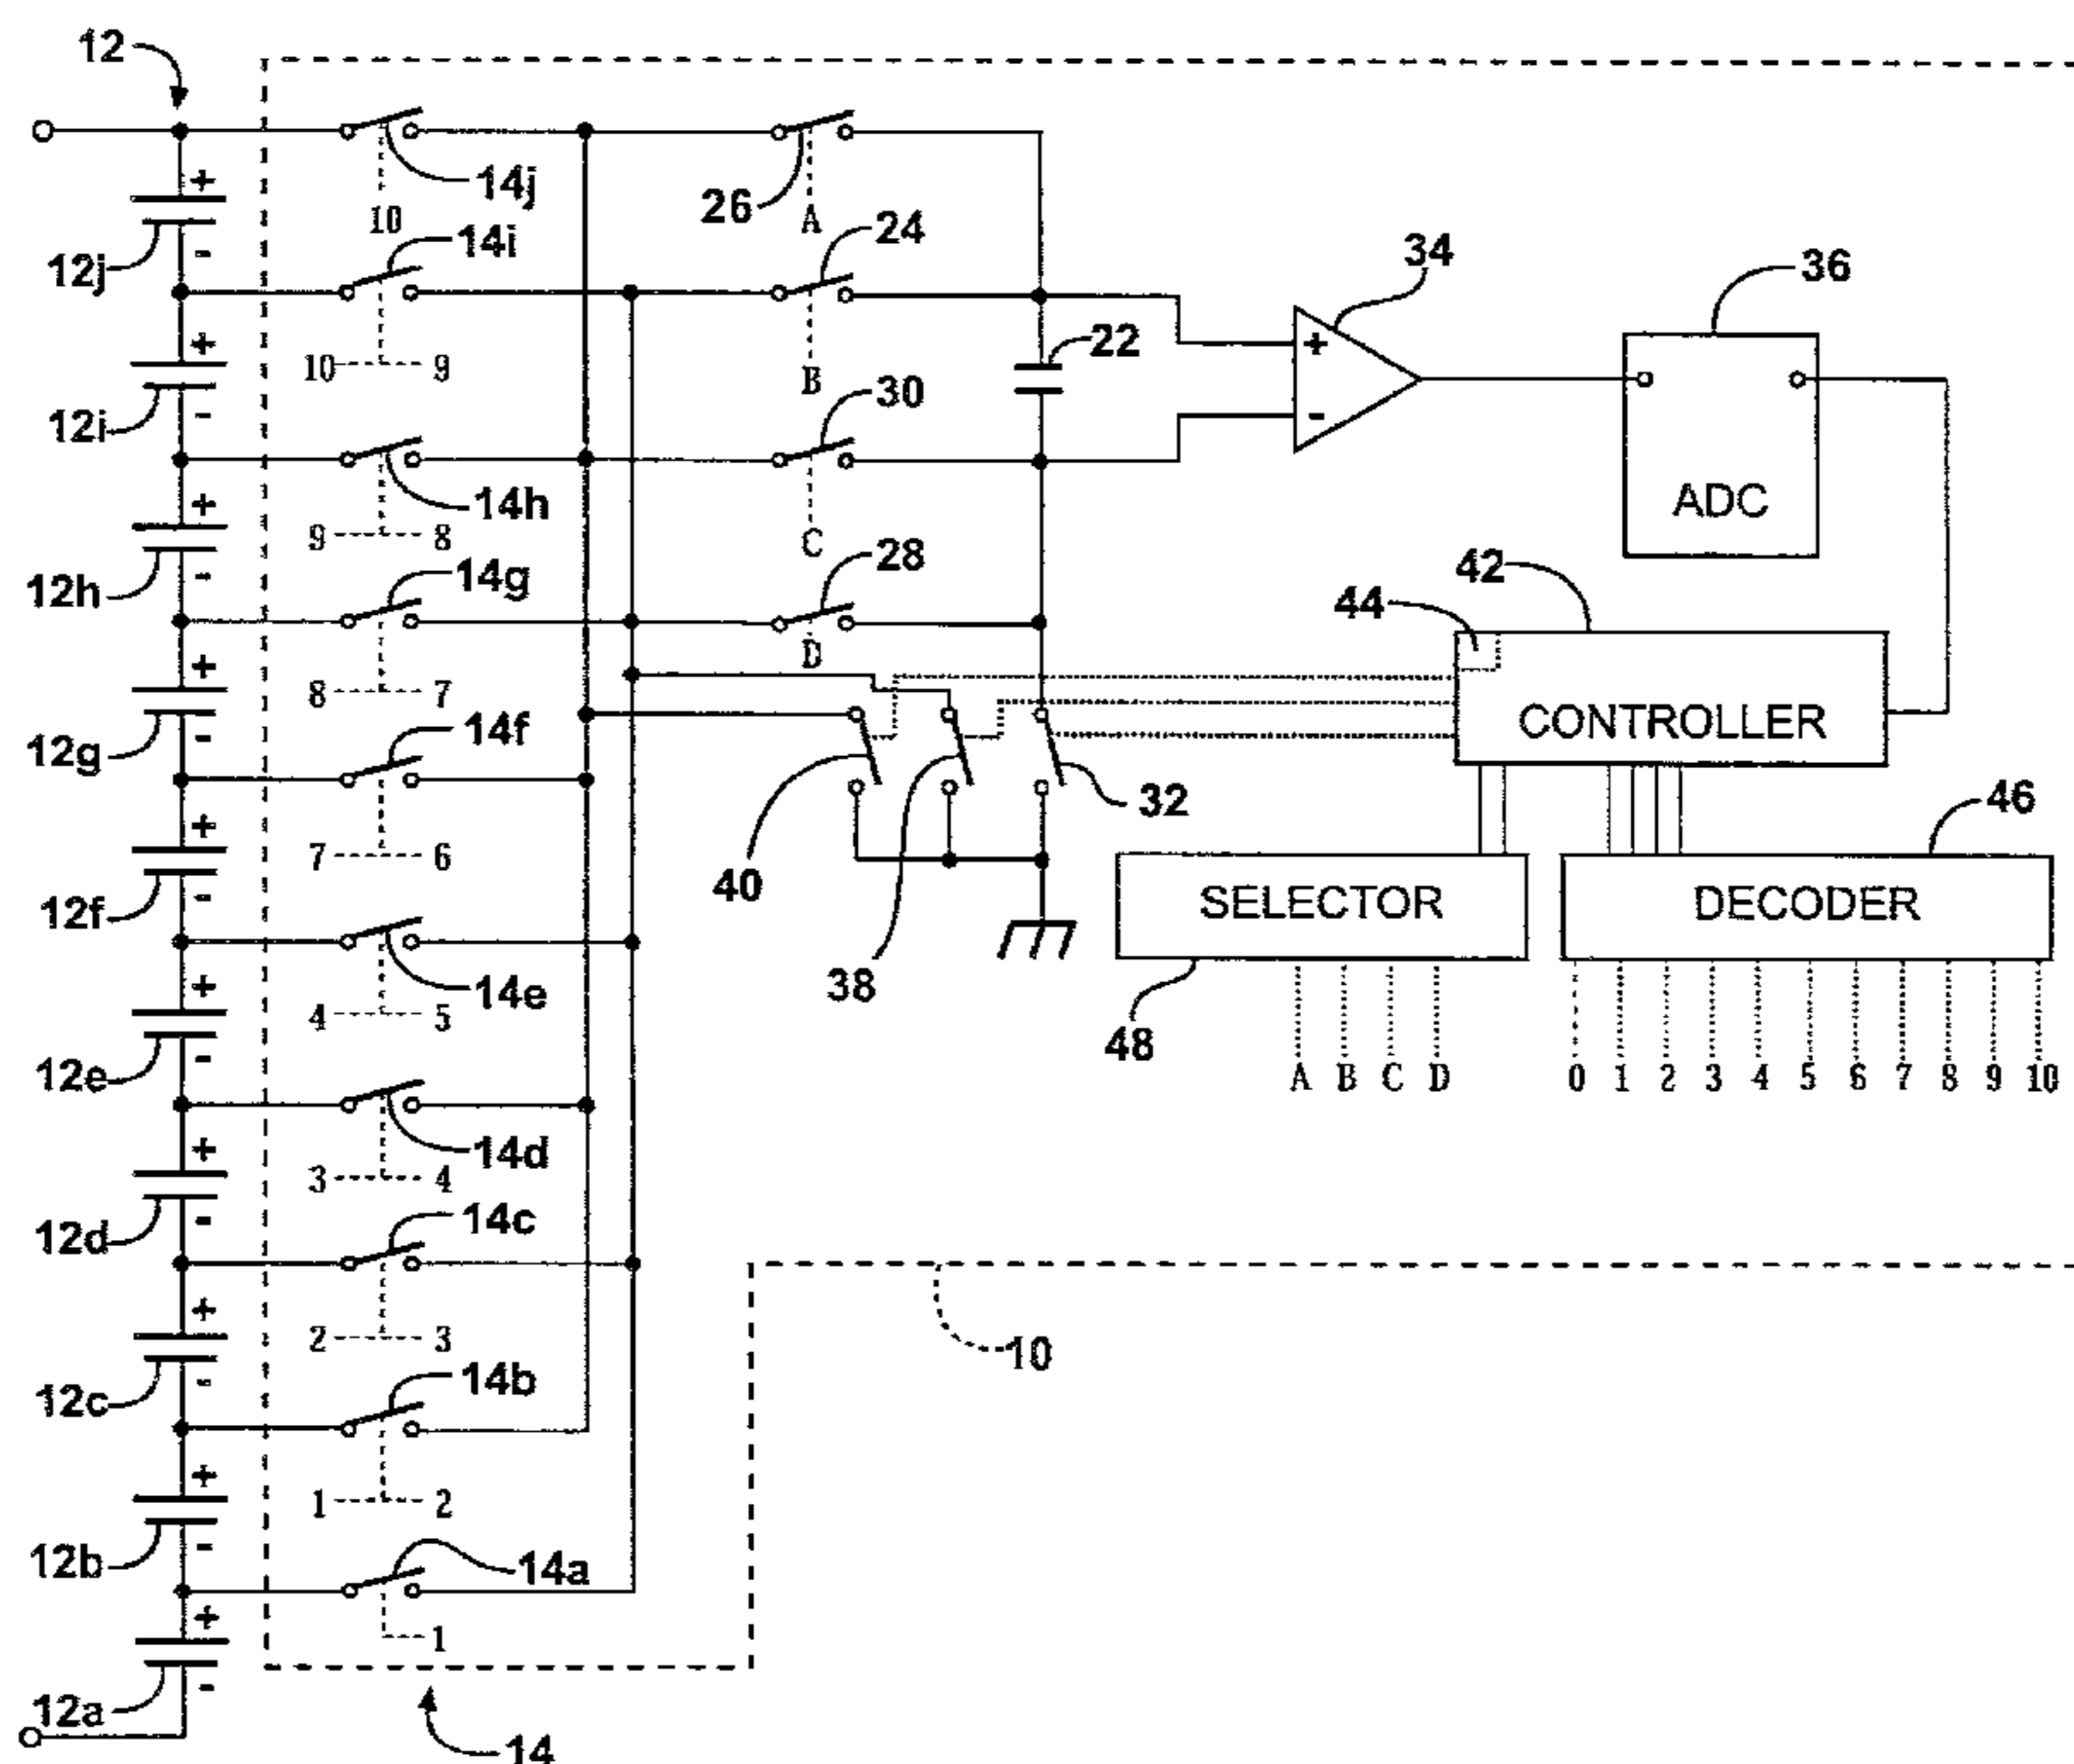 12
14j
26
10
A
24
34
36
14i
12j
+
-
10 9
B
22
+
-
12i
+
-
30
ADC
14h
9 8
C
28
42
44
12h
+
-
14g
D
8 7
CONTROLLER
12g
+
-
14f
32
46
7 6
40
38
SELECTOR
DECODER
12f
+
-
14e
4 5
48
A B C D
0 1 2 3 4 5 6 7 8 9 10
12e
+
-
14d
3 4
12d
+
-
14c
2 3
10
12c
+
-
14b
1 2
12b
+
-
14a
1
12a
+
-
14